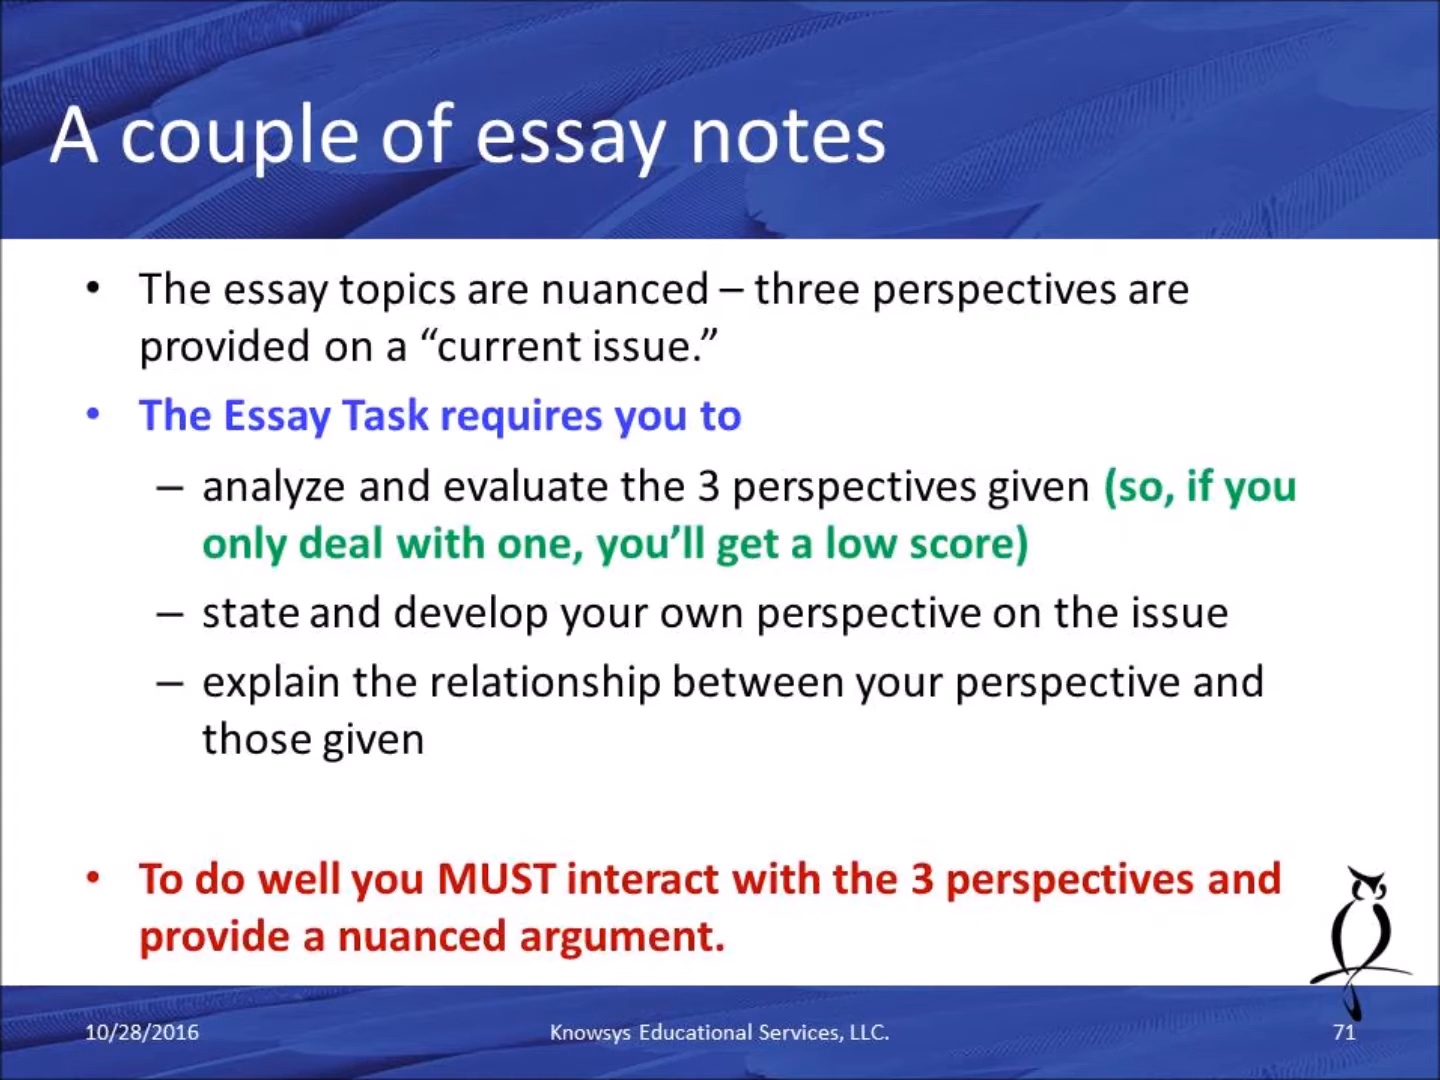 A couple of essay notes
• The essay topics are nuanced – three perspectives are
provided on a “current issue.”
• The Essay Task requires you to
– analyze and evaluate the 3 perspectives given (so, if you
only deal with one, you’ll get a low score)
– state and develop your own perspective on the issue
– explain the relationship between your perspective and
those given
• To do well you MUST interact with the 3 perspectives and
provide a nuanced argument.
10/28/2016 Knowsys Educational Services, LLC. 71